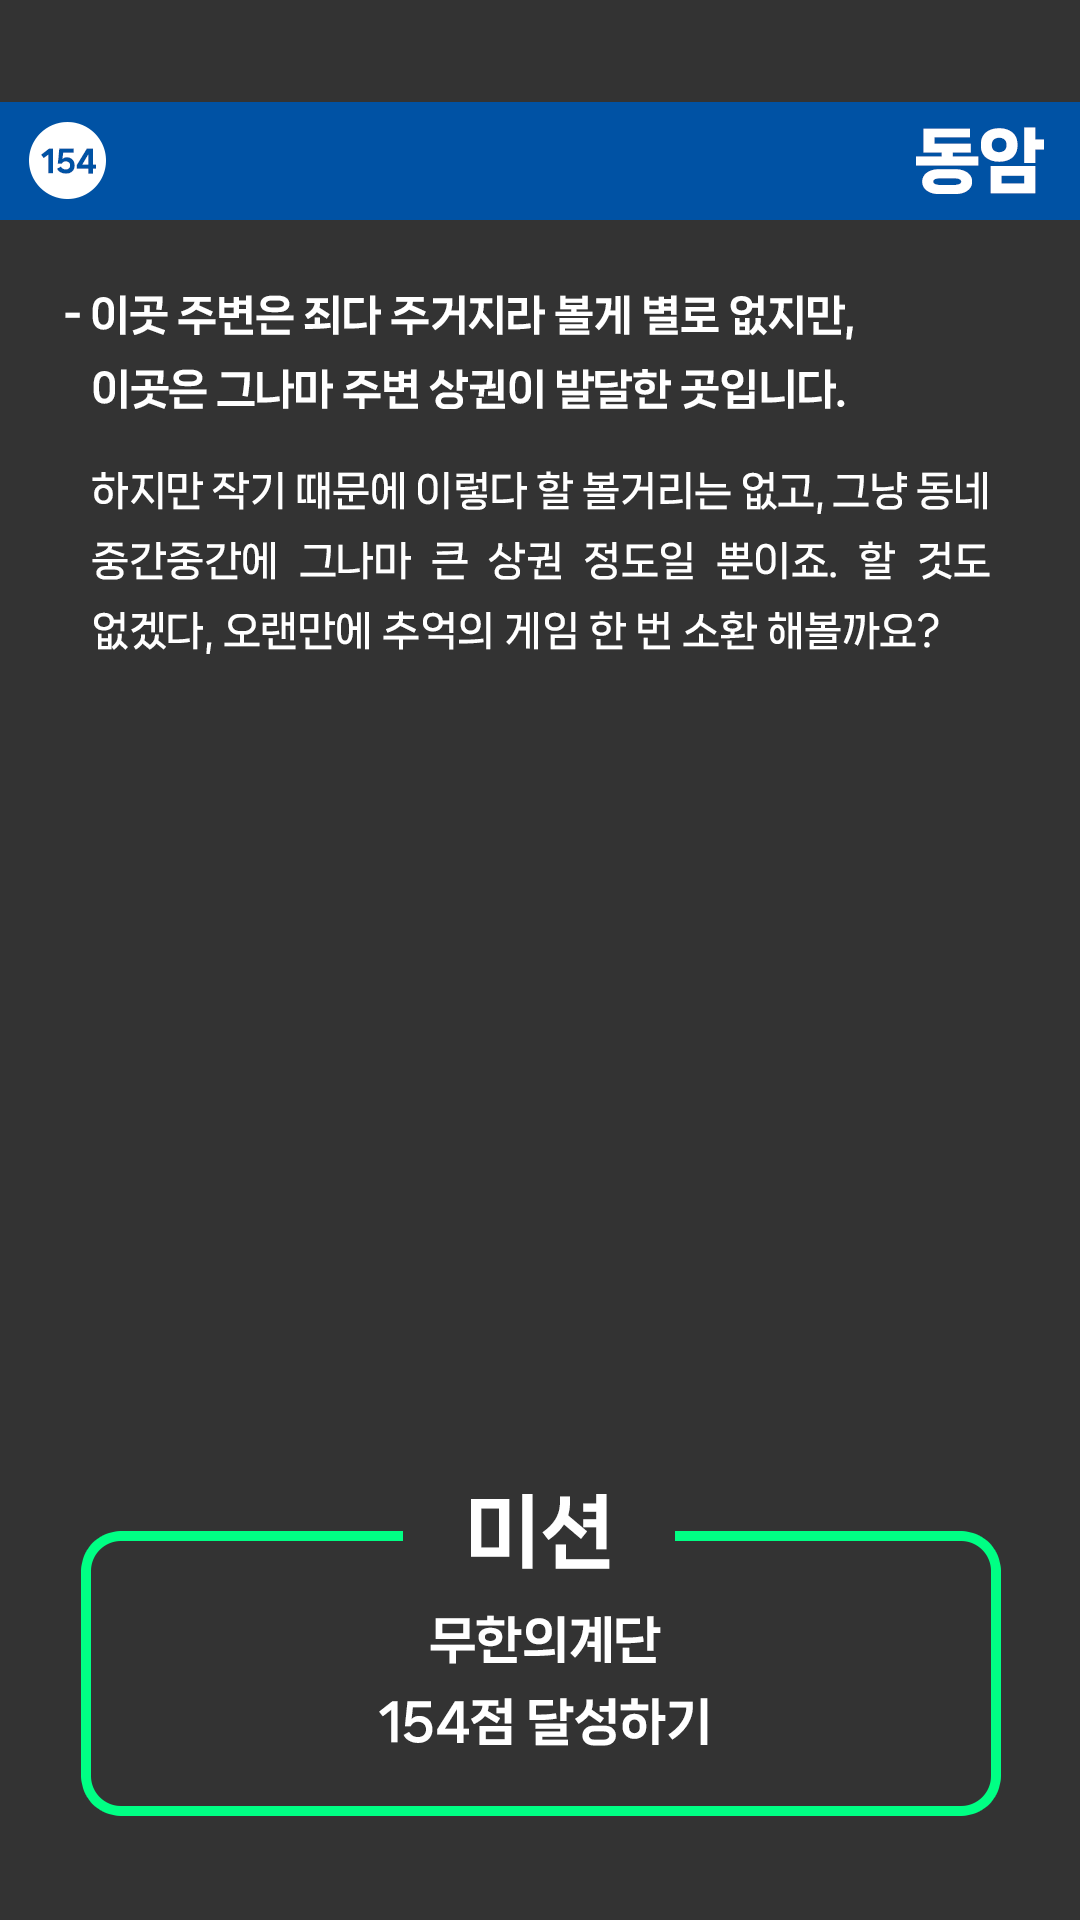 154
동암
- 이곳 주변은 죄다 주거지라 볼게 별로 없지만,
이곳은 그나마 주변 상권이 발달한 곳입니다.
하지만 작기 때문에 이렇다 할 볼거리는 없고, 그냥 동네
중간중간에 그나마 큰 상권 정도일 뿐이죠. 할 것도
없겠다, 오랜만에 추억의 게임 한 번 소환 해볼까요?
미션
무한의계단
154점 달성하기